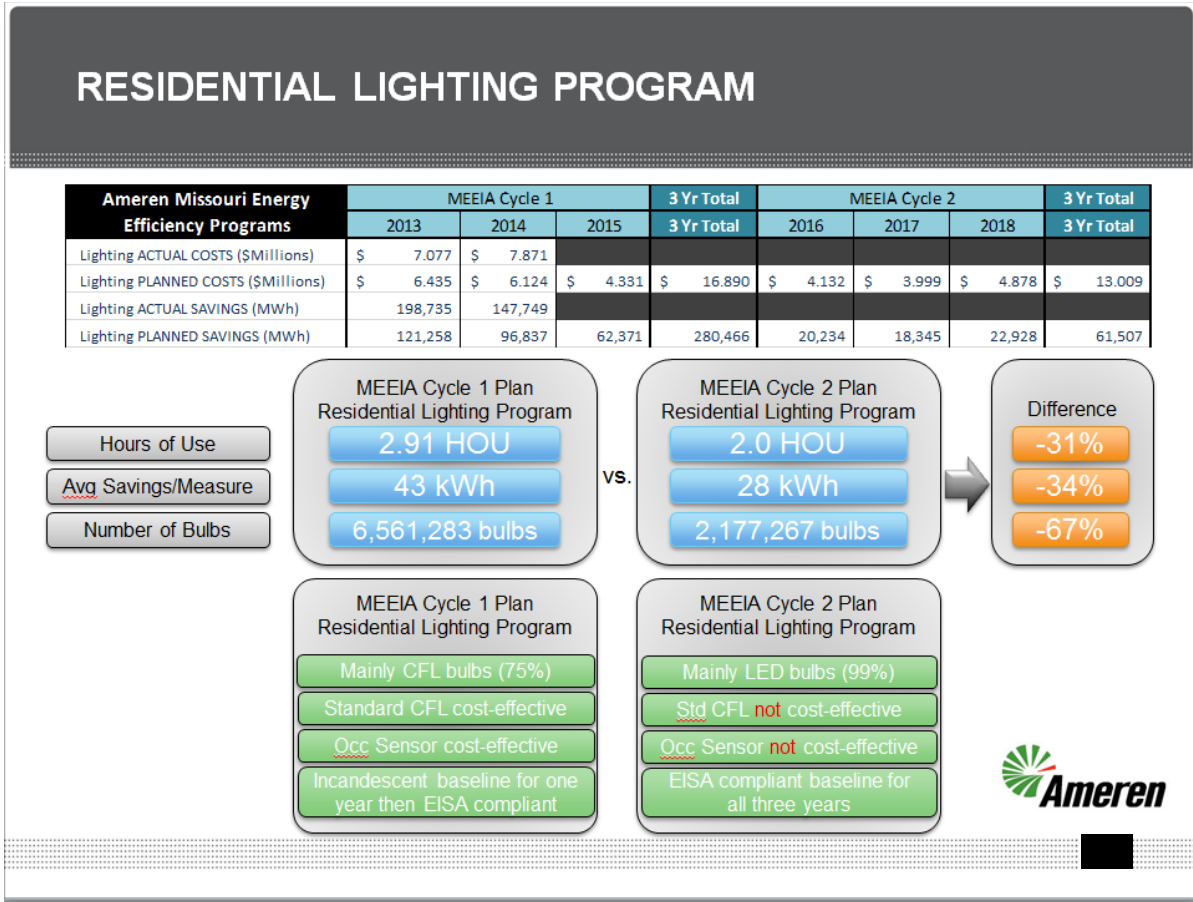 RESIDENTIAL LIGHTING PROGRAM
Ameren Missouri Energy Efficiency Programs MEEIA Cycle 1 3 Yr Total MEEIA Cycle 2 3 Yr Total
2013 2014 2015 3 Yr Total 2016 2017 2018 3 Yr Total
Lighting ACTUAL COSTS ($Millions) $ 7.077 $ 7.871
Lighting PLANNED COSTS ($Millions) $ 6.435 $ 6.124 $ 4.331 $ 16.890 $ 4.132 $ 3.999 $ 4.878 $ 13.009
Lighting ACTUAL SAVINGS (MWh) 198,735 147,749
Lighting PLANNED SAVINGS (MWh) 121,258 96,837 62,371 280,466 20,234 18,345 22,928 61,507
Hours of Use
Avg Savings/Measure
Number of Bulbs
MEEIA Cycle 1 Plan
Residential Lighting Program
2.91 HOU
43 kWh
6,561,283 bulbs
vs.
MEEIA Cycle 2 Plan
Residential Lighting Program
2.0 HOU
28 kWh
2,177,267 bulbs
Difference
-31%
-34%
-67%
MEEIA Cycle 1 Plan
Residential Lighting Program
Mainly CFL bulbs (75%)
Standard CFL cost-effective
Occ Sensor cost-effective
Incandescent baseline for one
year then EISA compliant
MEEIA Cycle 2 Plan
Residential Lighting Program
Mainly LED bulbs (99%)
Std CFL not cost-effective
Occ Sensor not cost-effective
EISA compliant baseline for
all three years
Ameren